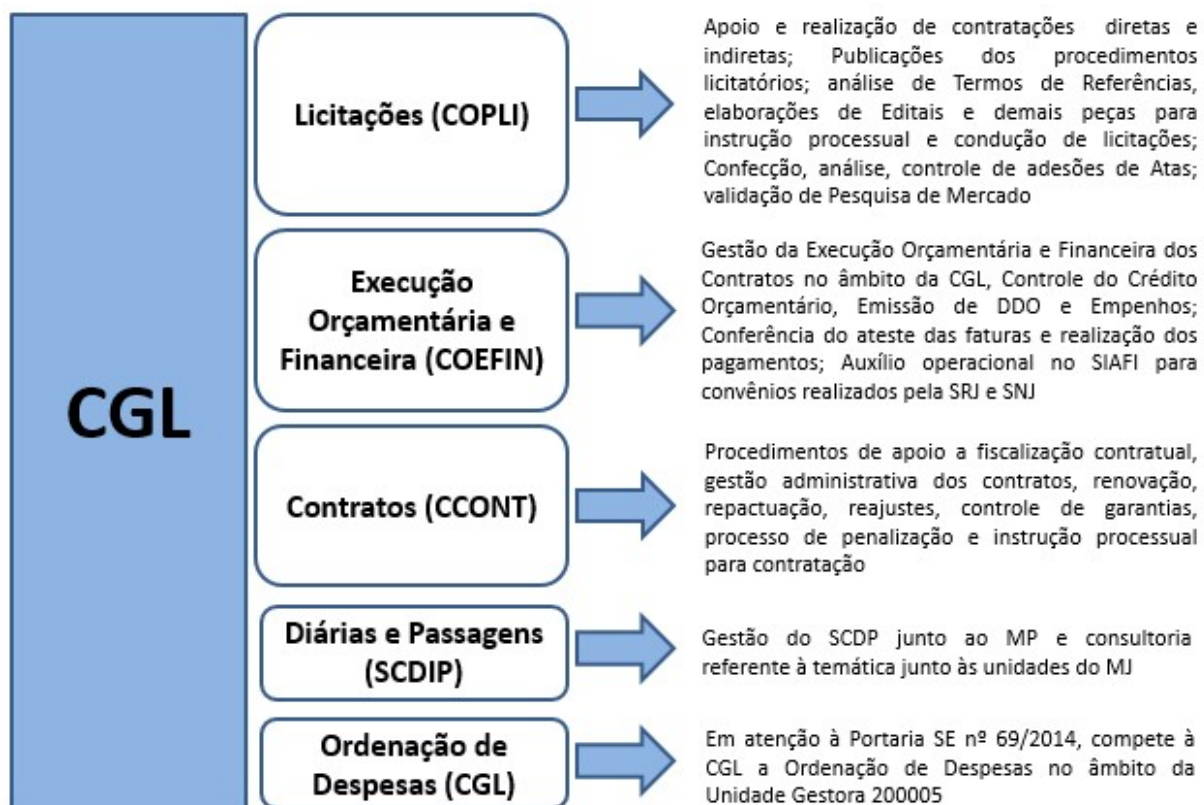 CGL
Licitações (COPLI)
Apoio e realização de contratações diretas e
indiretas; Publicações dos procedimentos
licitatórios; análise de Termos de Referências,
elaborações de Editais e demais peças para
instrução processual e condução de licitações;
Confecção, análise, controle de adesões de Atas;
validação de Pesquisa de Mercado
Execução
Orçamentária e
Financeira (COEFIN)
Gestão da Execução Orçamentária e Financeira dos
Contratos no âmbito da CGL, Controle do Crédito
Orçamentário, Emissão de DDO e Empenhos;
Conferência do ateste das faturas e realização dos
pagamentos; Auxílio operacional no SIAFI para
convênios realizados pela SRJ e SNJ
Contratos (CCONT)
Procedimentos de apoio a fiscalização contratual,
gestão administrativa dos contratos, renovação,
repactuação, reajustes, controle de garantias,
processo de penalização e instrução processual
para contratação
Diárias e Passagens
(SCDIP)
Gestão do SCDP junto ao MP e consultoria
referente à temática junto às unidades do MJ
Ordenação de
Despesas (CGL)
Em atenção à Portaria SE nº 69/2014, compete à
CGL a Ordenação de Despesas no âmbito da
Unidade Gestora 200005